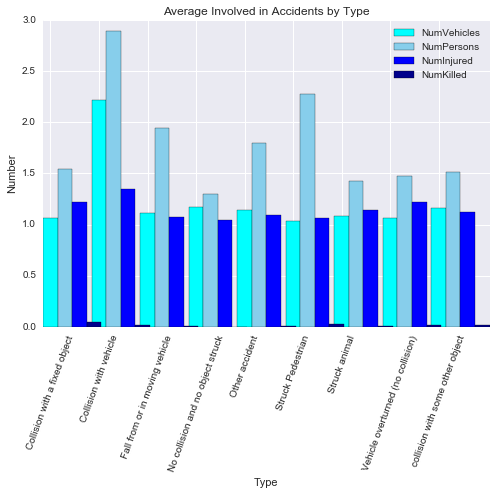 Average Involved in Accidents by Type
NumVehicles
NumPersons
NumInjured
NumKilled
Number
3.0
2.5
2.0
1.5
1.0
0.5
0.0
Collision with a fixed object
Collision with vehicle
Fall from or in moving vehicle
No collision and no object struck
Other accident
Struck Pedestrian
Struck animal
Vehicle overturned (no collision)
collision with some other object
Type